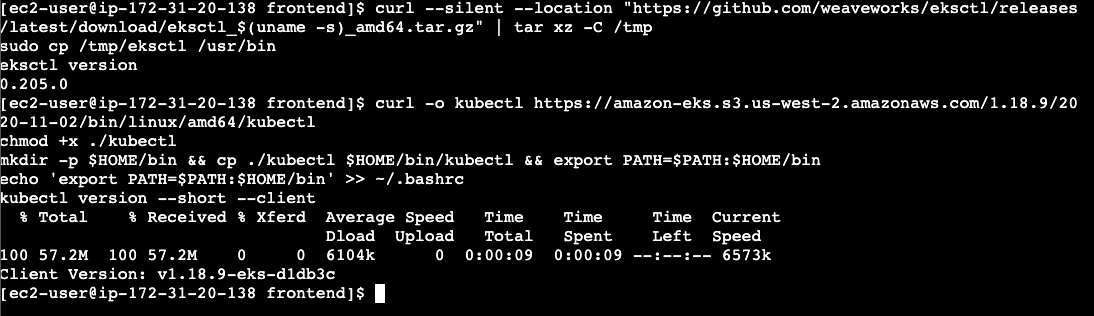 [ec2-user@ip-172-31-20-138 frontend]$ curl --silent --location "https://github.com/weaveworks/eksctl/releases
/latest/download/eksctl_$(uname -s)_amd64.tar.gz" | tar xz -C /tmp
sudo cp /tmp/eksctl /usr/bin
eksctl version
0.205.0
[ec2-user@ip-172-31-20-138 frontend]$ curl -o kubectl https://amazon-eks.s3.us-west-2.amazonaws.com/1.18.9/20
20-11-02/bin/linux/amd64/kubectl
chmod +x ./kubectl
mkdir -p $HOME/bin && cp ./kubectl $HOME/bin/kubectl && export PATH=$PATH:$HOME/bin
echo 'export PATH=$PATH:$HOME/bin' >> ~/.bashrc
kubectl version --short --client
  % Total    % Received % Xferd  Average Speed   Time    Time     Time  Current
                                 Dload  Upload   Total   Spent    Left  Speed
100 57.2M  100 57.2M    0     0  6104k      0  0:00:09  0:00:09 --:--:-- 6573k
Client Version: v1.18.9-eks-d1db3c
[ec2-user@ip-172-31-20-138 frontend]$